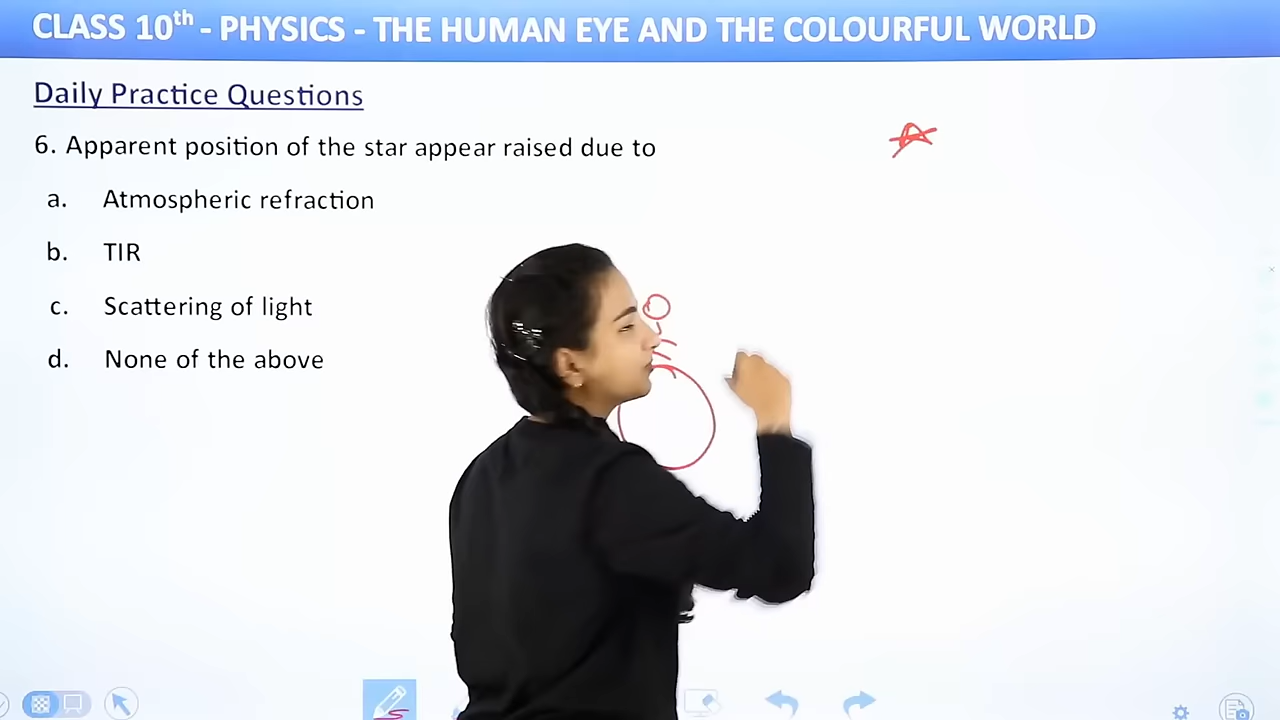 CLASS 10th - PHYSICS - THE HUMAN EYE AND THE COLOURFUL WORLD
Daily Practice Questions
6. Apparent position of the star appear raised due to
a. Atmospheric refraction
b. TIR
c. Scattering of light
d. None of the above